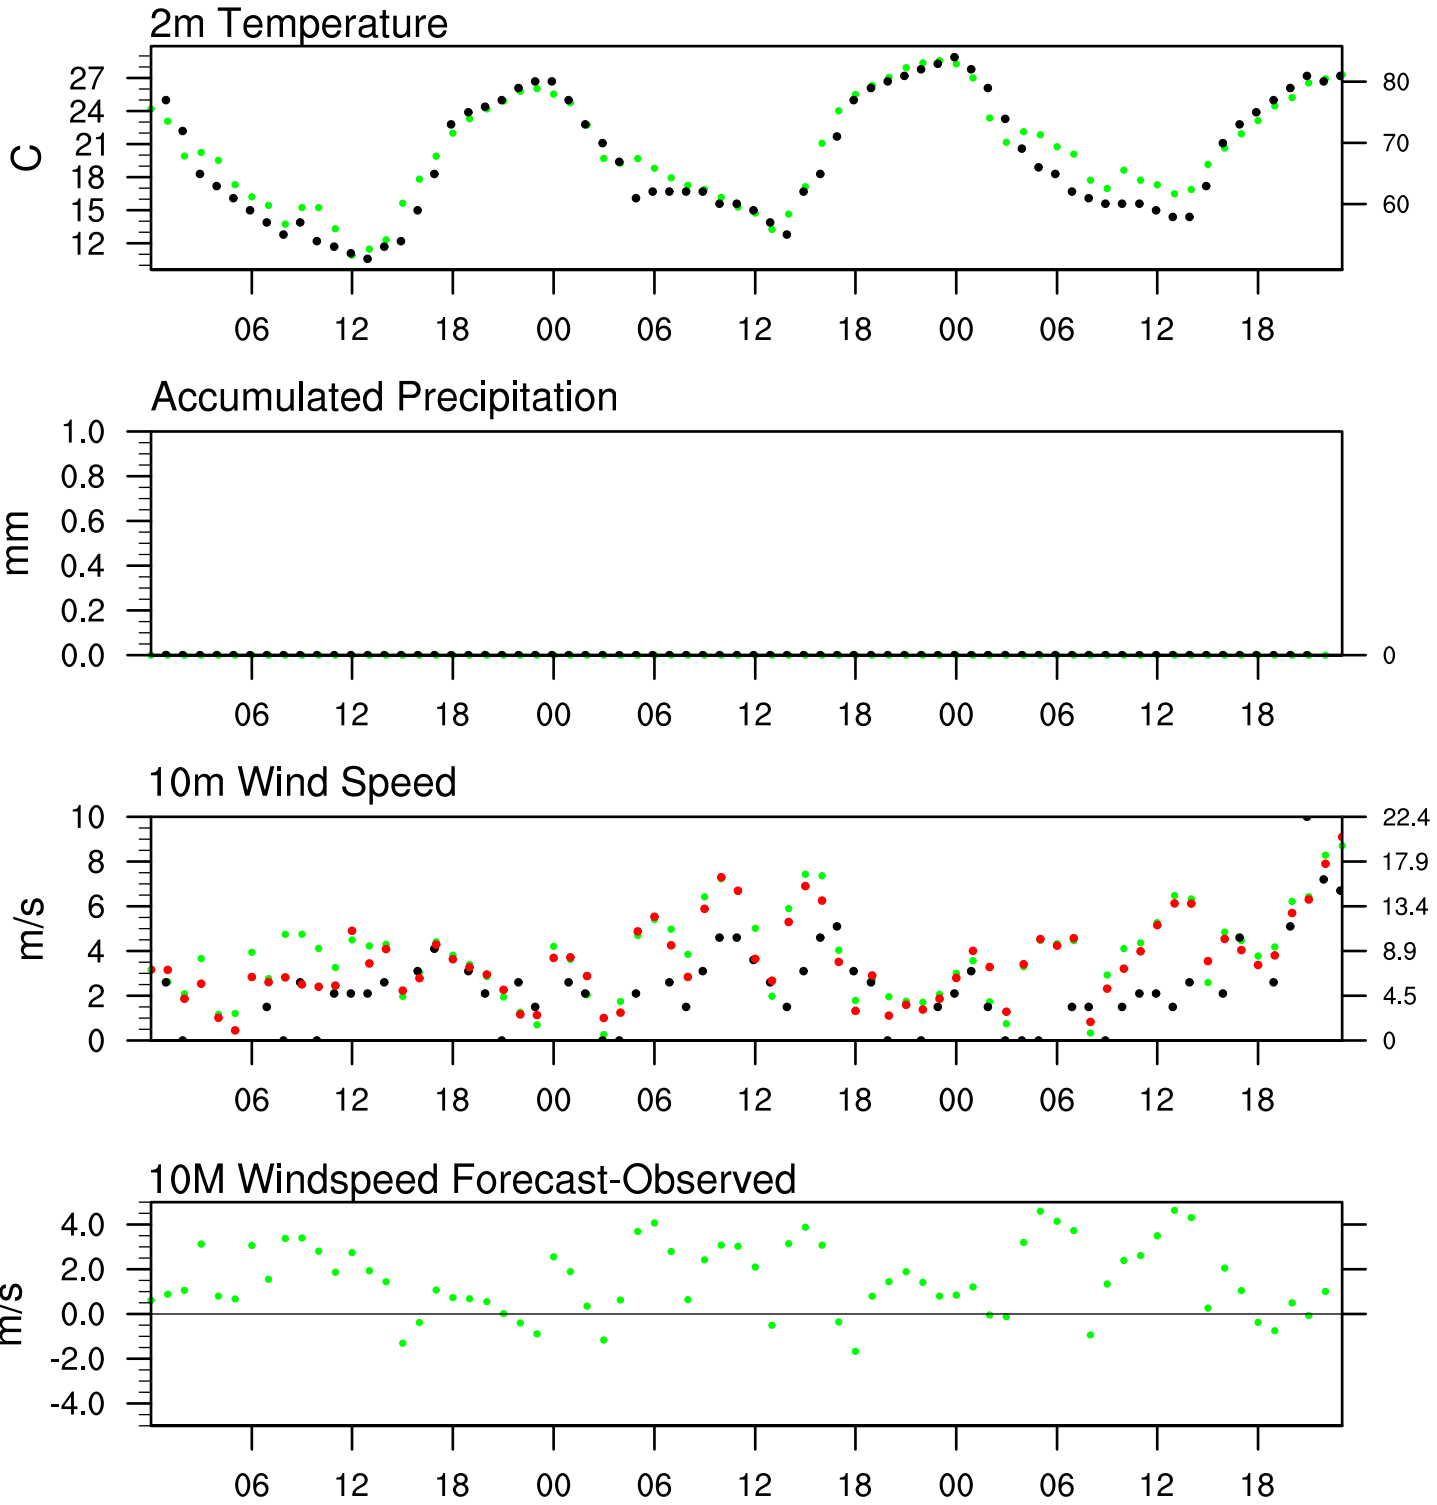 2m Temperature
27
24
21
18
15
12
C
80
70
60
06 12 18 00 06 12 18 00 06 12 18
Accumulated Precipitation
1.0
0.8
0.6
0.4
0.2
0.0
mm
0
06 12 18 00 06 12 18 00 06 12 18
10m Wind Speed
10
8
6
4
2
0
m/s
22.4
17.9
13.4
8.9
4.5
0
06 12 18 00 06 12 18 00 06 12 18
10M Windspeed Forecast-Observed
4.0
2.0
0.0
-2.0
-4.0
m/s
06 12 18 00 06 12 18 00 06 12 18